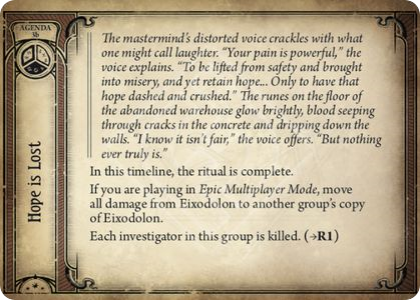 AGENDA
3b
Hope is Lost
The mastermind's distorted voice crackles with what
one might call laughter. “Your pain is powerful,” the
voice explains. “To be lifted from safety and brought
into misery, and yet retain hope... Only to have that
hope dashed and crushed.” The runes on the floor of
the abandoned warehouse glow brightly, blood seeping
through cracks in the concrete and dripping down the
walls. “I know it isn't fair,” the voice offers. “But nothing
ever truly is.”
In this timeline, the ritual is complete.
If you are playing in Epic Multiplayer Mode, move
all damage from Eixodolon to another group's copy
of Eixodolon.
Each investigator in this group is killed. (→R1)